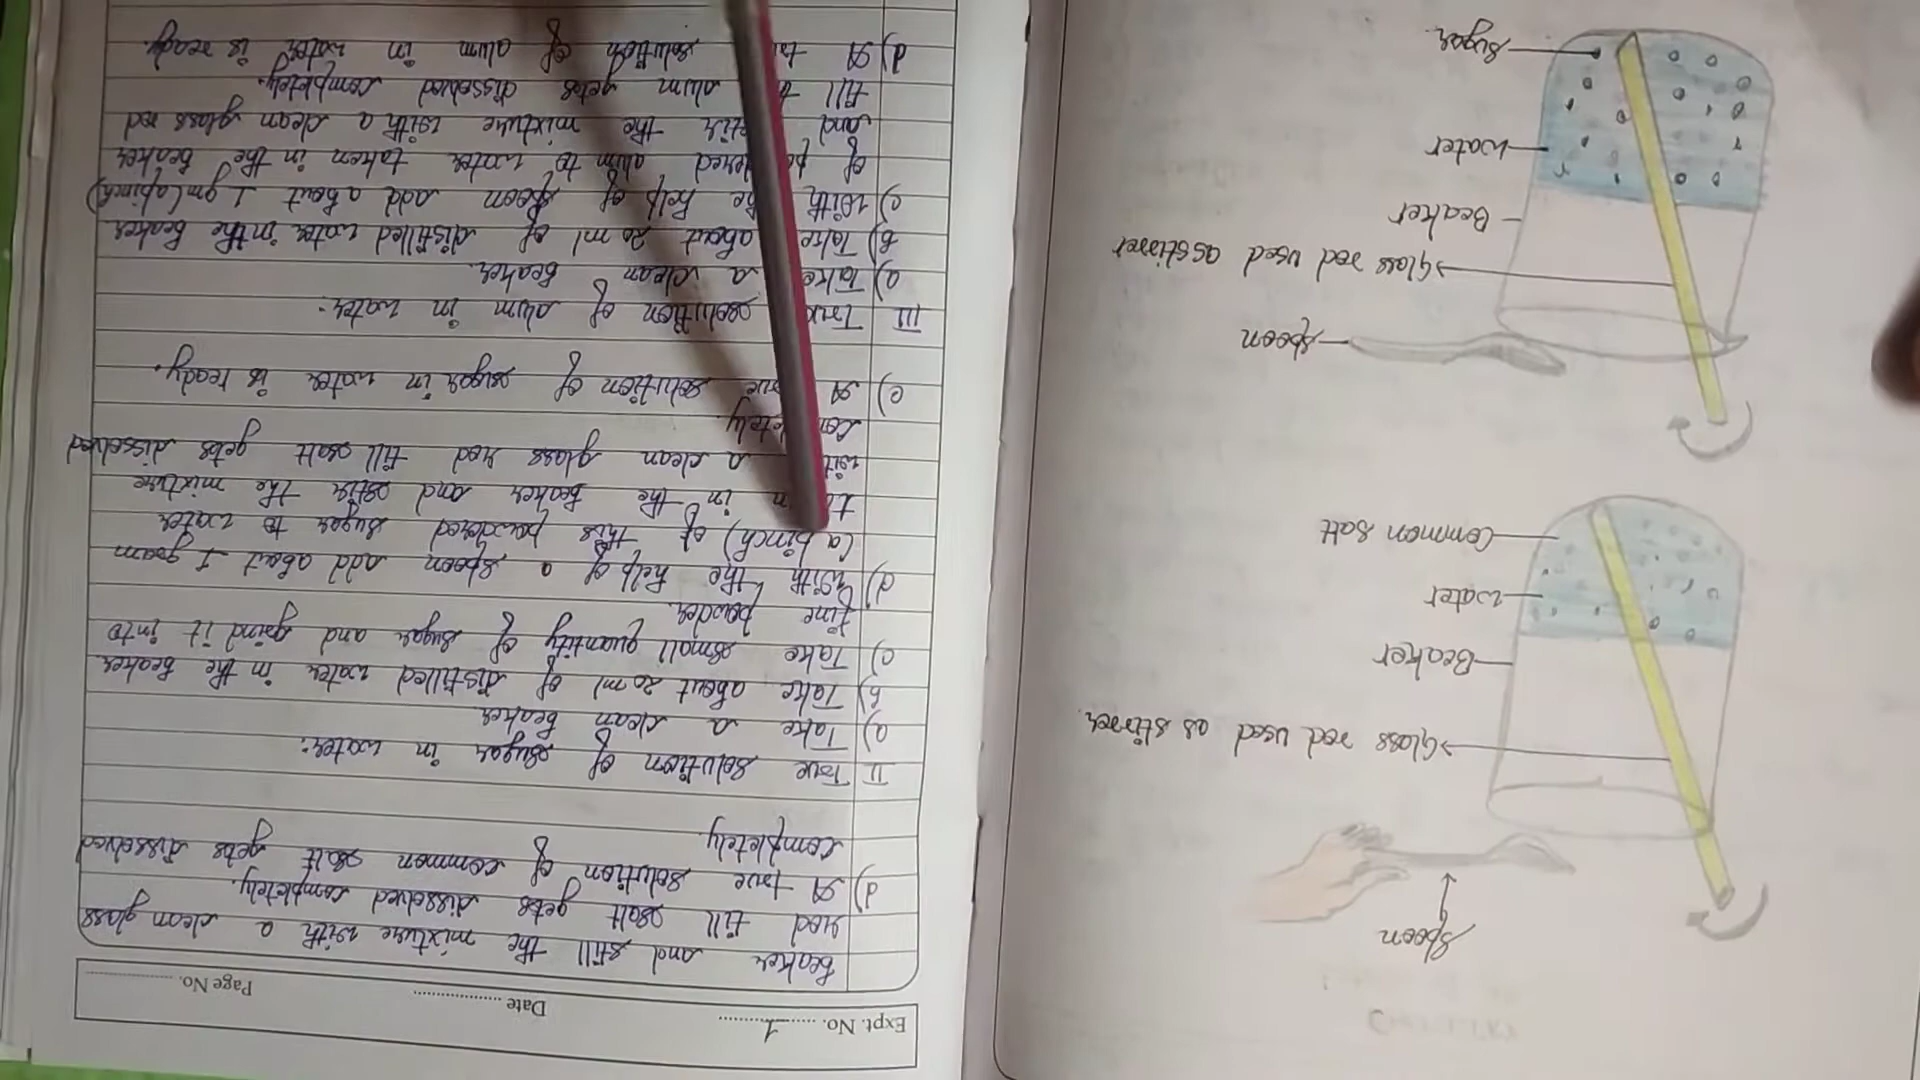 Expt. No. 1
Date
Page No.
Beaker and still the mixture with a clean glass
rod till salt gets dissolved completely.
d) A true solution of common salt gets dissolved
completely.
II True solution of sugar in water:
a) Take a clean beaker
b) Take about 20 ml of distilled water in the beaker
c) Take small quantity of sugar and grind it into
fine powder.
d) With the help of a spoon add about 1 gram
(a pinch) of this powdered sugar to water
in the beaker and stir the mixture
a clean glass rod till salt gets dissolved
e) A solution of sugar in water is ready.
III solution of alum in water:
a) Take a clean beaker.
b) Take about 20 ml of distilled water in the beaker
c) With the help of spoon add about 1 gm (a pinch)
of alum to water taken in the beaker
and the mixture with a clean glass rod
till alum gets dissolved completely.
d) A solution of alum in water is ready.
spoon
Glass rod used as stirrer
Beaker
water
Common salt
spoon
Glass rod used as stirrer
Beaker
water
sugar